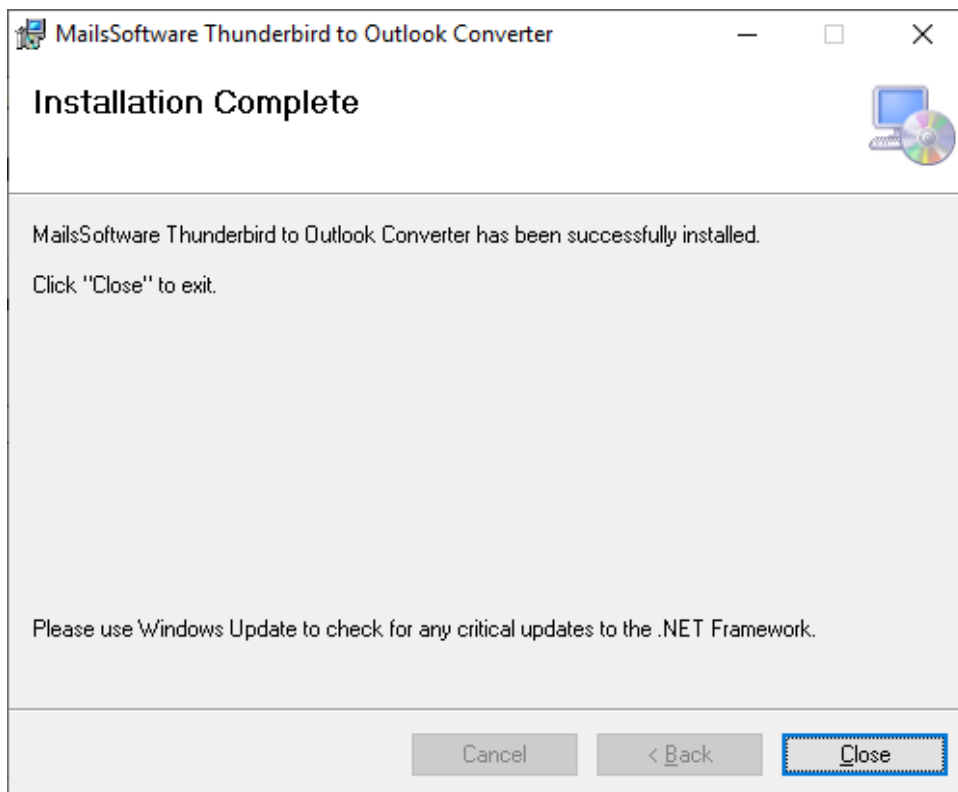 MailsSoftware Thunderbird to Outlook Converter
Installation Complete
MailsSoftware Thunderbird to Outlook Converter has been successfully installed.
Click "Close" to exit.
Please use Windows Update to check for any critical updates to the .NET Framework.
Cancel
< Back
Close